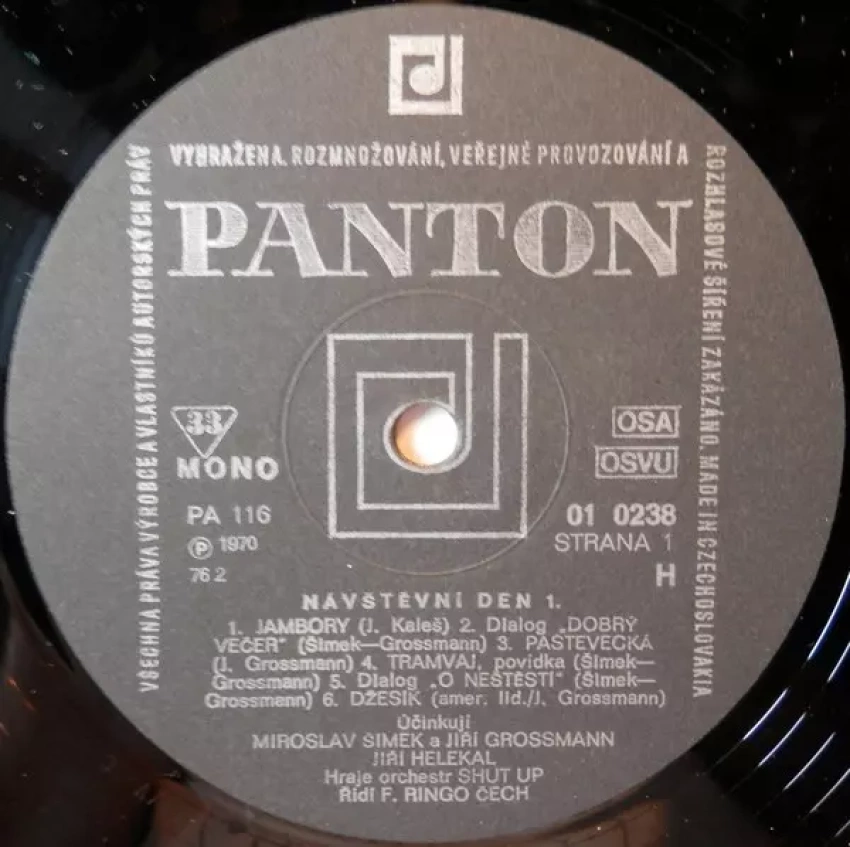 VŠECHNA PRÁVA VÝROBCE A VLASTNÍKŮ AUTORSKÝCH PRÁV
VYHRAŽENA. ROZMNOŽOVÁNÍ, VEŘEJNÉ PROVOZOVÁNÍ A
ROZHLASOVÉ ŠÍŘENÍ ZAKÁZÁNO. MADE IN CZECHOSLOVAKIA
PANTON
33
MONO
OSA
OSVU
PA 116
01 0238
Ⓟ 1970
STRANA 1
76 2
H
NÁVŠTĚVNÍ DEN 1.
1. JAMBORY (J. Kaleš) 2. Dialog „DOBRÝ
VEČER“ (Šimek—Grossmann) 3. PASTEVECKÁ
(J. Grossmann) 4. TRAMVAJ, povídka (Šimek—
Grossmann) 5. Dialog „O NEŠTĚSTÍ“ (Šimek—
Grossmann) 6. DŽESIK (amer. lid./J. Grossmann)
Účinkují
MIROSLAV ŠIMEK a JIŘÍ GROSSMANN
JIŘÍ HELEKAL
Hraje orchestr SHUT UP
Řídí F. RINGO ČECH